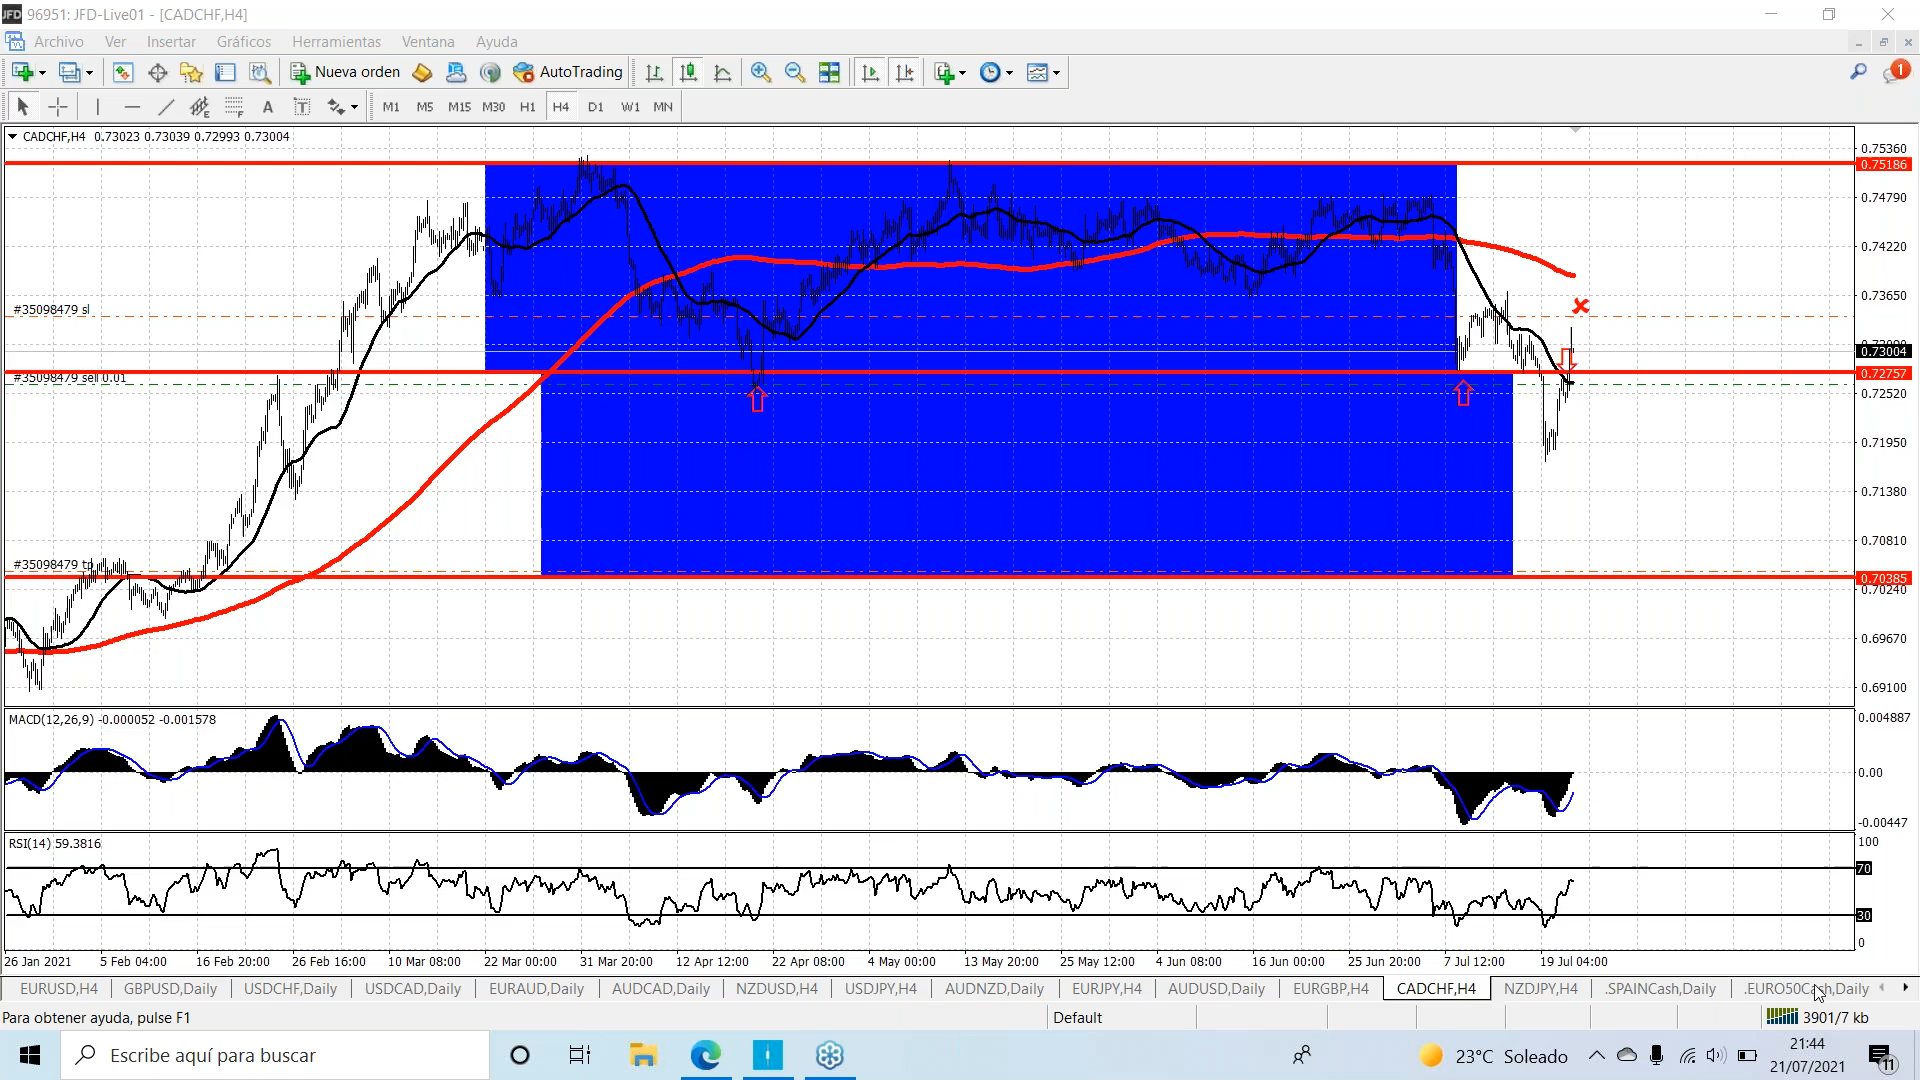 JFD 96951: JFD-Live01 - [CADCHF,H4]
Archivo Ver Insertar Gráficos Herramientas Ventana Ayuda
Nueva orden AutoTrading 1
A T M1 M5 M15 M30 H1 H4 D1 W1 MN
CADCHF,H4 0.73023 0.73039 0.72993 0.73004
0.75360
0.75186
0.74790
0.74220
0.73650
#35098479 sl
0.73004
0.72757
#35098479 sell 0.01
0.72520
0.71950
0.71380
0.70810
#35098479 tp
0.70385
0.70240
0.69670
0.69100
MACD(12,26,9) -0.000052 -0.001578
0.004887
0.00
-0.00447
RSI(14) 59.3816
100
70
30
0
26 Jan 2021 5 Feb 04:00 16 Feb 20:00 26 Feb 16:00 10 Mar 08:00 22 Mar 00:00 31 Mar 20:00 12 Apr 12:00 22 Apr 08:00 4 May 00:00 13 May 20:00 25 May 12:00 4 Jun 08:00 16 Jun 00:00 25 Jun 20:00 7 Jul 12:00 19 Jul 04:00
EURUSD,H4 GBPUSD,Daily USDCHF,Daily USDCAD,Daily EURAUD,Daily AUDCAD,Daily NZDUSD,H4 USDJPY,H4 AUDNZD,Daily EURJPY,H4 AUDUSD,Daily EURGBP,H4 CADCHF,H4 NZDJPY,H4 .SPAINCash,Daily .EURO50Cash,Daily
Para obtener ayuda, pulse F1 Default 3901/7 kb
Escribe aquí para buscar 23°C Soleado 21:44
21/07/2021 11